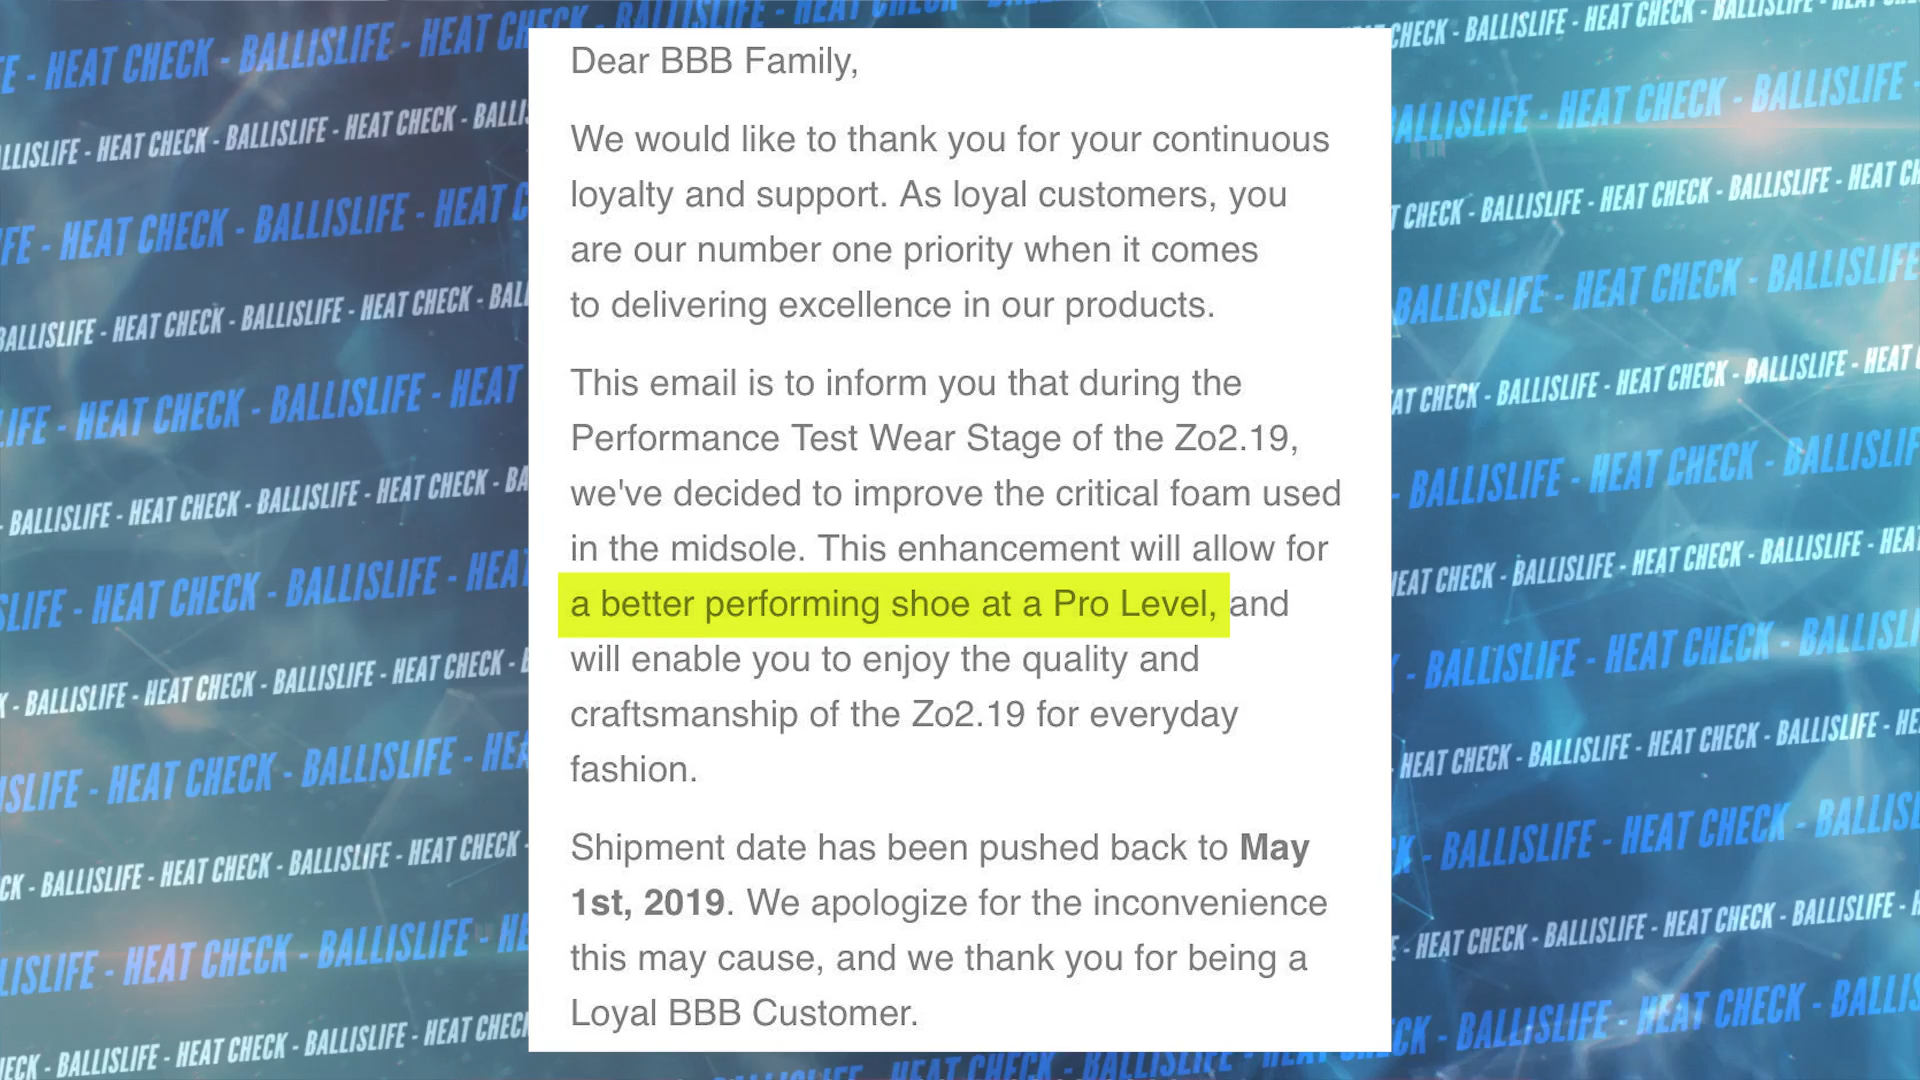 Dear BBB Family,
We would like to thank you for your continuous
loyalty and support. As loyal customers, you
are our number one priority when it comes
to delivering excellence in our products.
This email is to inform you that during the
Performance Test Wear Stage of the Zo2.19,
we've decided to improve the critical foam used
in the midsole. This enhancement will allow for
a better performing shoe at a Pro Level, and
will enable you to enjoy the quality and
craftsmanship of the Zo2.19 for everyday
fashion.
Shipment date has been pushed back to May
1st, 2019. We apologize for the inconvenience
this may cause, and we thank you for being a
Loyal BBB Customer.
HEAT CHECK - BALLISLIFE - HEAT CHECK - BALLISLIFE